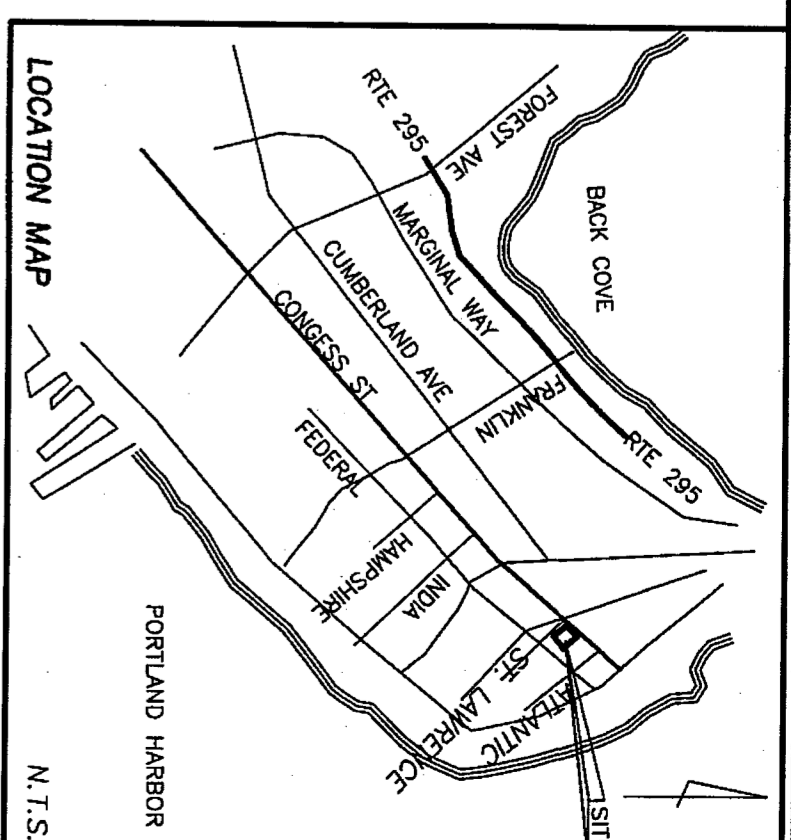 FOREST AVE
RTE 295
BACK COVE
MARGINAL WAY
CUMBERLAND AVE
CONGESS ST
FRANKLIN
RTE 295
FEDERAL
HAMPSHIRE
INDIA
ST. LAWRENCE
ATLANTIC
SIT
PORTLAND HARBOR
LOCATION MAP
N.T.S.